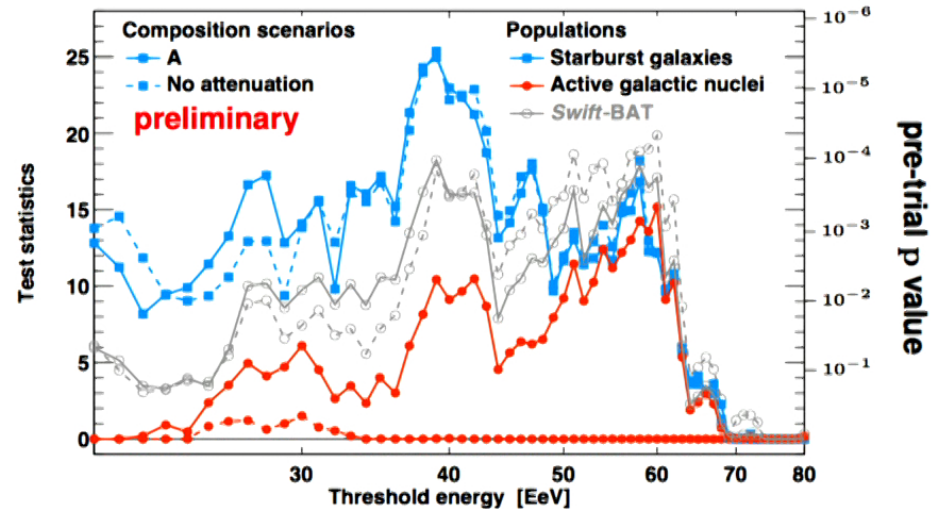 Composition scenarios
A
No attenuation
preliminary
Populations
Starburst galaxies
Active galactic nuclei
Swift-BAT
Test statistics
25
20
15
10
5
0
30
40
50
60
70
80
Threshold energy [EeV]
10⁻⁶
10⁻⁵
10⁻⁴
10⁻³
10⁻²
10⁻¹
pre-trial p value